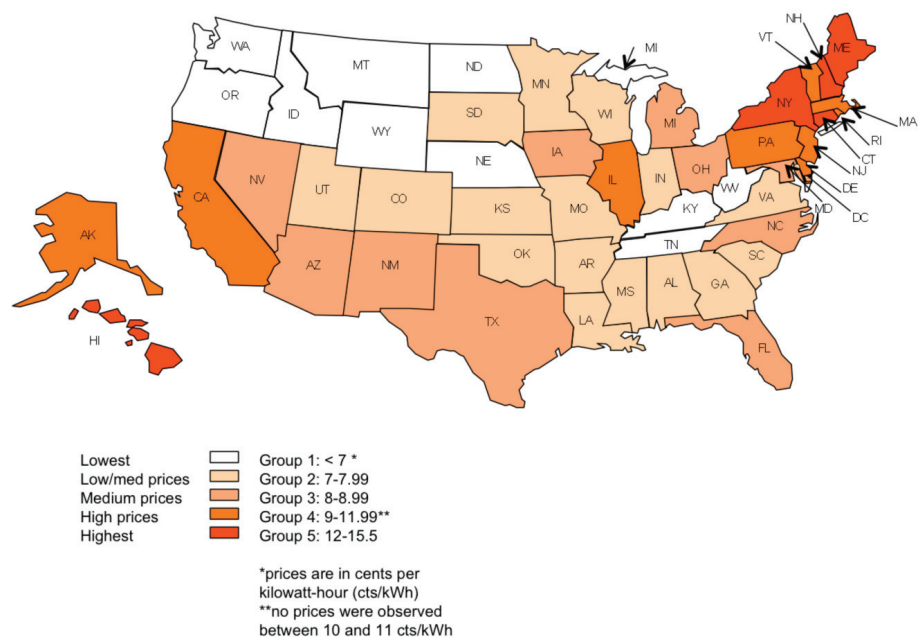 NH
MI
VT
ME
WA
MT
ND
MN
OR
ID
SD
WI
NY
MA
WY
MI
RI
CT
NJ
PA
IA
NE
OH
IL
IN
DE
NV
UT
WV
VA
MD
DC
CA
CO
KS
MO
KY
NC
TN
AK
OK
AR
SC
AZ
NM
MS
AL
GA
TX
LA
HI
FL
Lowest Group 1: < 7 *
Low/med prices Group 2: 7-7.99
Medium prices Group 3: 8-8.99
High prices Group 4: 9-11.99**
Highest Group 5: 12-15.5
*prices are in cents per
kilowatt-hour (cts/kWh)
**no prices were observed
between 10 and 11 cts/kWh